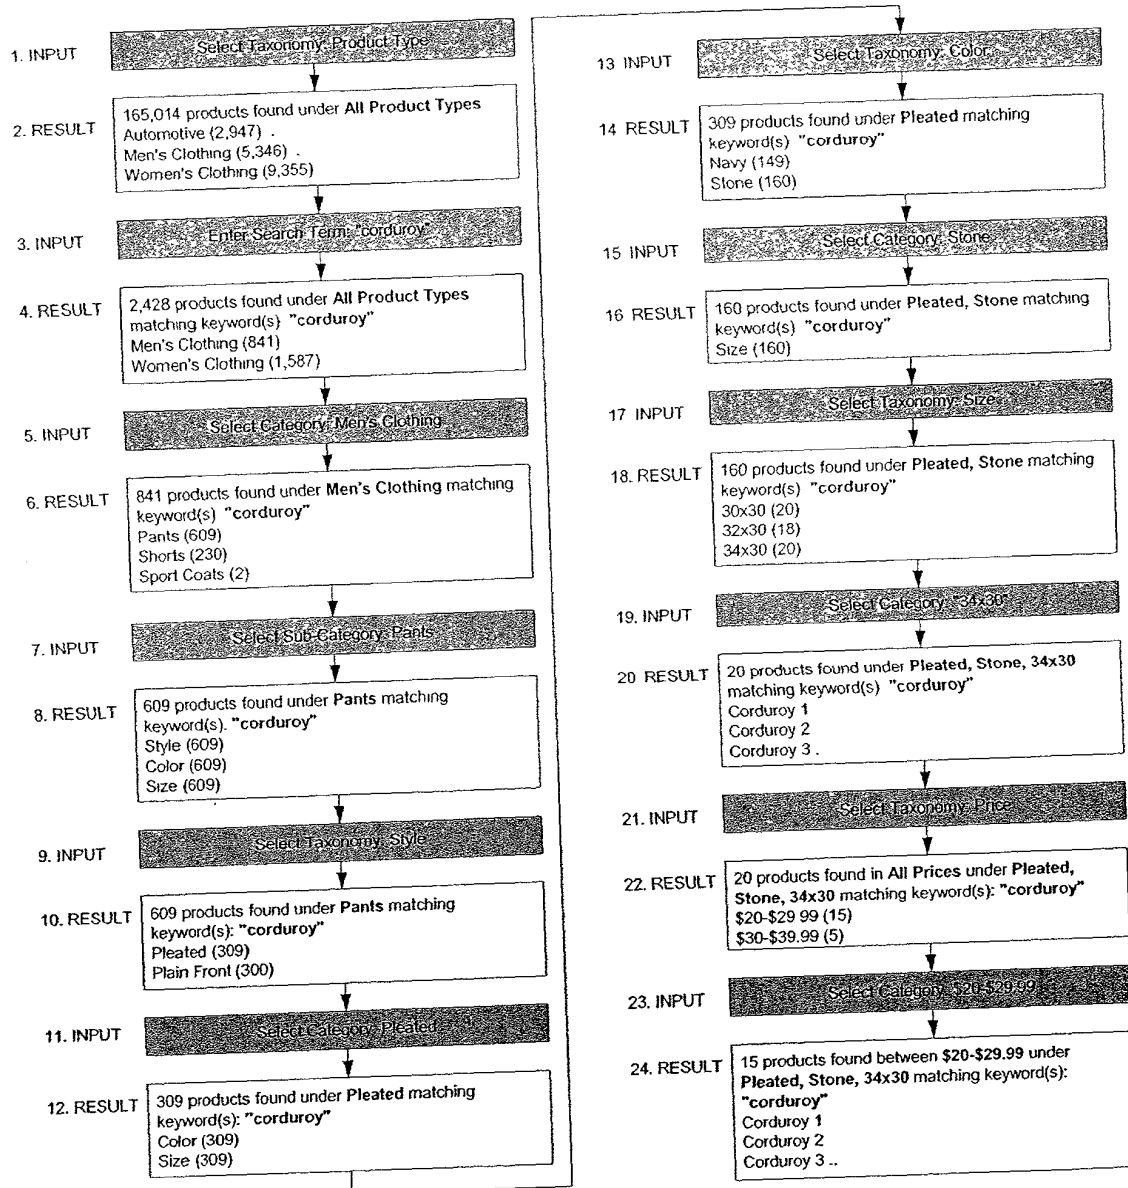 1. INPUT
Select Taxonomy: Product Type
2. RESULT
165,014 products found under All Product Types
Automotive (2,947) .
Men's Clothing (5,346) .
Women's Clothing (9,355)
3. INPUT
Enter Search Term: "corduroy"
4. RESULT
2,428 products found under All Product Types
matching keyword(s) "corduroy"
Men's Clothing (841)
Women's Clothing (1,587)
5. INPUT
Select Category: Men's Clothing
6. RESULT
841 products found under Men's Clothing matching
keyword(s) "corduroy"
Pants (609)
Shorts (230)
Sport Coats (2)
7. INPUT
Select Sub-Category: Pants
8. RESULT
609 products found under Pants matching
keyword(s). "corduroy"
Style (609)
Color (609)
Size (609)
9. INPUT
Select Taxonomy: Style
10. RESULT
609 products found under Pants matching
keyword(s): "corduroy"
Pleated (309)
Plain Front (300)
11. INPUT
Select Category: Pleated
12. RESULT
309 products found under Pleated matching
keyword(s): "corduroy"
Color (309)
Size (309)
13 INPUT
Select Taxonomy: Color
14 RESULT
309 products found under Pleated matching
keyword(s) "corduroy"
Navy (149)
Stone (160)
15 INPUT
Select Category: Stone
16 RESULT
160 products found under Pleated, Stone matching
keyword(s) "corduroy"
Size (160)
17 INPUT
Select Taxonomy: Size
18. RESULT
160 products found under Pleated, Stone matching
keyword(s) "corduroy"
30x30 (20)
32x30 (18)
34x30 (20)
19. INPUT
Select Category: "34x30"
20 RESULT
20 products found under Pleated, Stone, 34x30
matching keyword(s) "corduroy"
Corduroy 1
Corduroy 2
Corduroy 3 .
21. INPUT
Select Taxonomy: Price
22. RESULT
20 products found in All Prices under Pleated,
Stone, 34x30 matching keyword(s): "corduroy"
$20-$29 99 (15)
$30-$39.99 (5)
23. INPUT
Select Category: $20-$29.99
24. RESULT
15 products found between $20-$29.99 under
Pleated, Stone, 34x30 matching keyword(s):
"corduroy"
Corduroy 1
Corduroy 2
Corduroy 3 ..